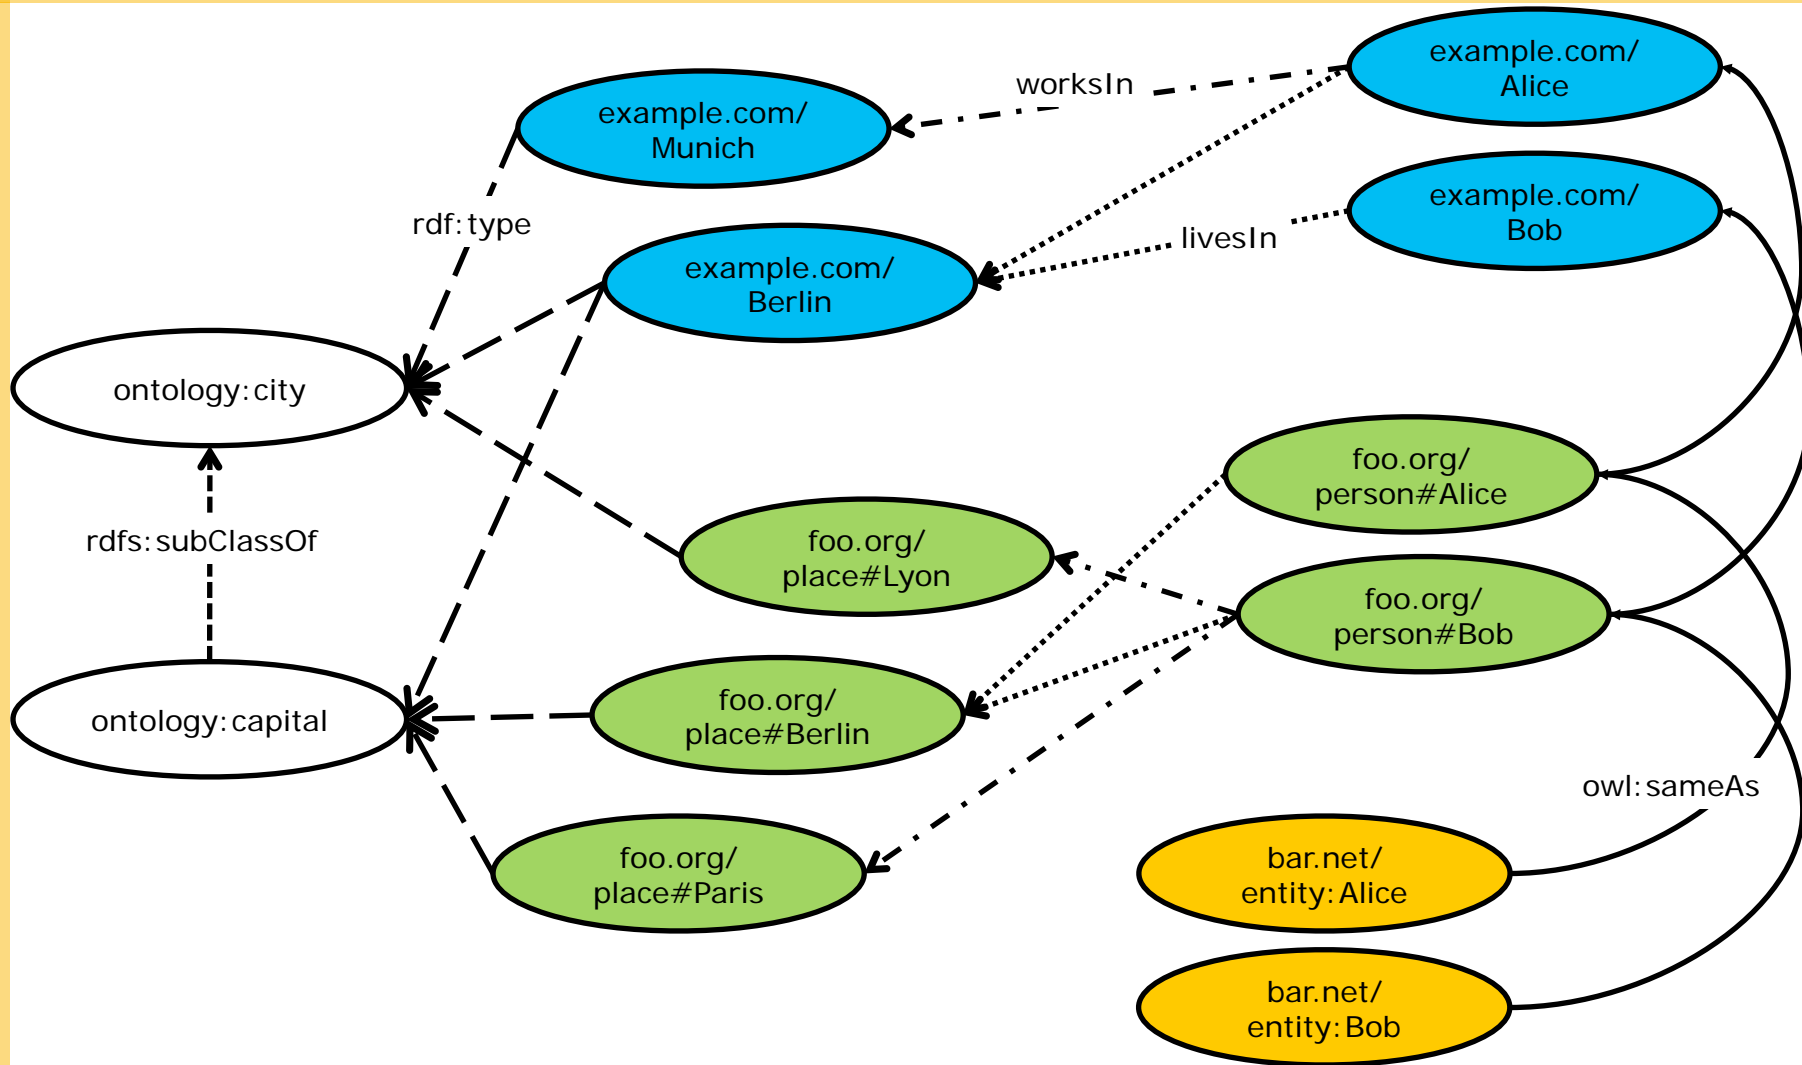 example.com/
Alice
worksIn
example.com/
Munich
example.com/
Bob
rdf:type
livesIn
example.com/
Berlin
ontology:city
foo.org/
person#Alice
rdfs:subClassOf
foo.org/
place#Lyon
foo.org/
person#Bob
ontology:capital
foo.org/
place#Berlin
owl:sameAs
foo.org/
place#Paris
bar.net/
entity:Alice
bar.net/
entity:Bob